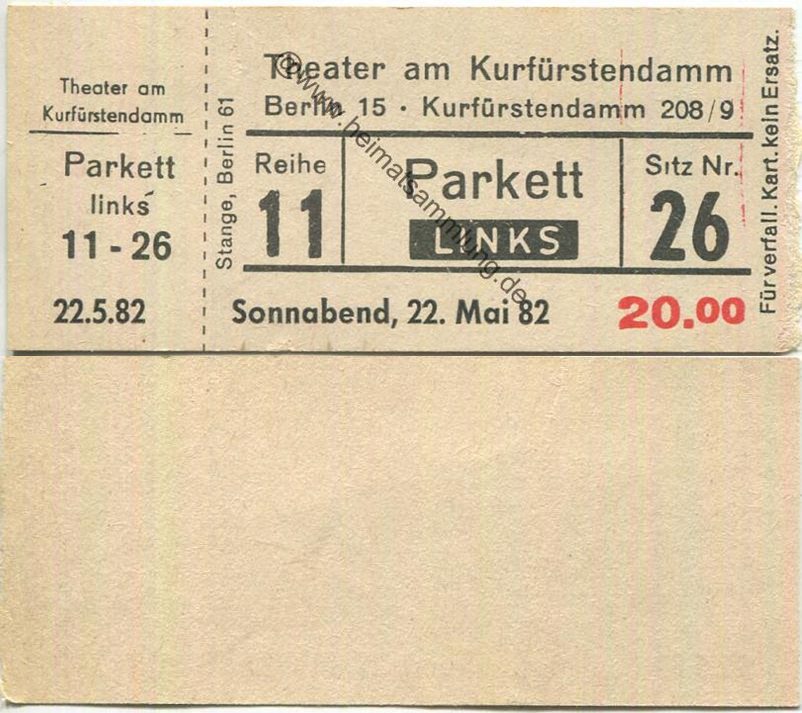 Theater am
Kurfürstendamm
Parkett
links
11 - 26
22.5.82
Stange, Berlin 61
Theater am Kurfürstendamm
Berlin 15 · Kurfürstendamm 208/9
Reihe
11
Parkett
LINKS
Sitz Nr.
26
Sonnabend, 22. Mai 82
20.00
Für verfall. Kart. kein Ersatz.
©www.heimatsammlung.de